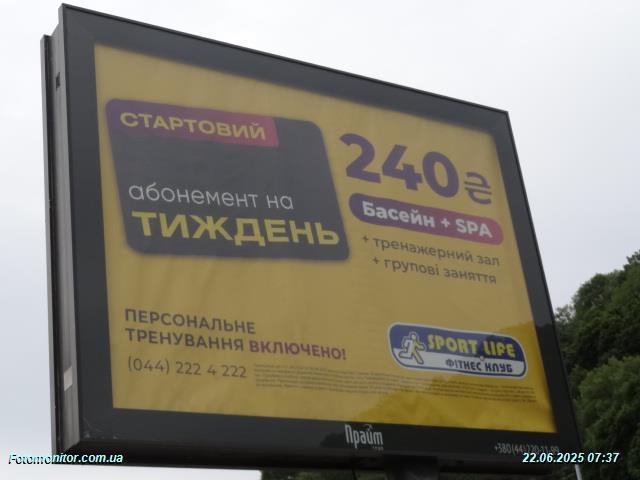 СТАРТОВИЙ
абонемент на
ТИЖДЕНЬ
240₴
Басейн + SPA
+ тренажерний зал
+ групові заняття
ПЕРСОНАЛЬНЕ
ТРЕНУВАННЯ ВКЛЮЧЕНО!
(044) 222 4 222
SPORT LIFE
ФІТНЕС КЛУБ
Прайм
Fotomonitor.com.ua
22.06.2025 07:37